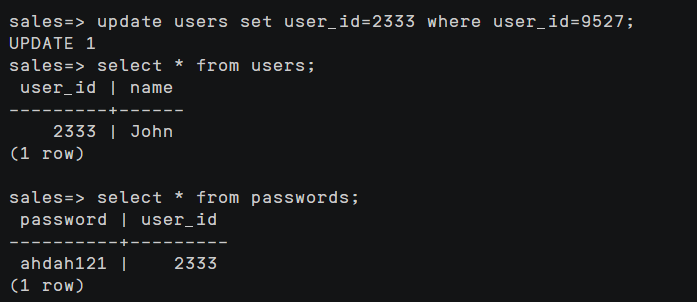 sales=> update users set user_id=2333 where user_id=9527;
UPDATE 1
sales=> select * from users;
 user_id | name
---------+------
    2333 | John
(1 row)

sales=> select * from passwords;
 password | user_id
----------+---------
 ahdah121 |    2333
(1 row)